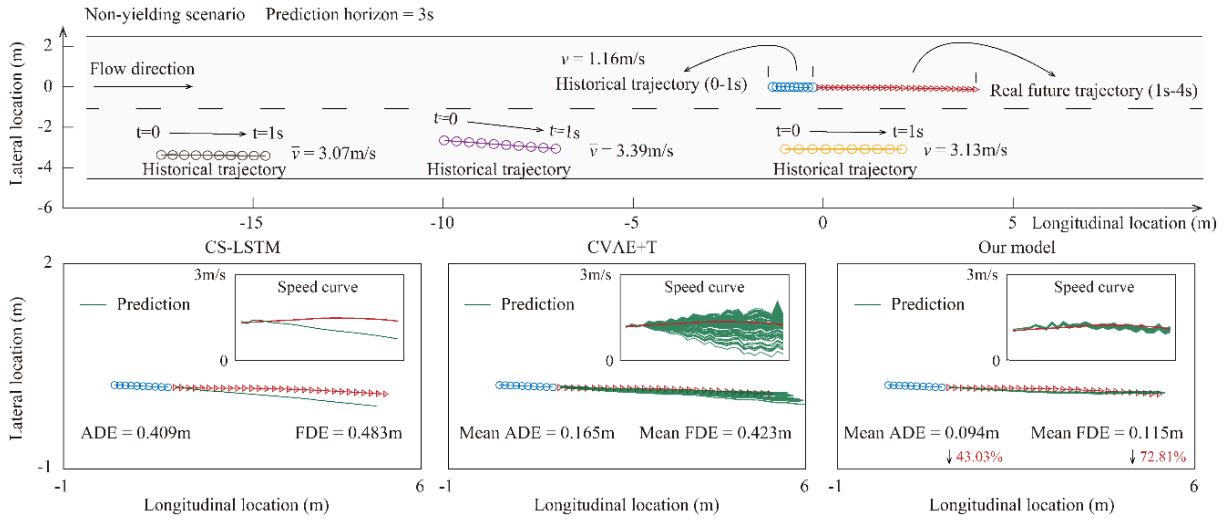 Non-yielding scenario Prediction horizon = 3s
Lateral location (m)
2
0
-2
-4
-6
Flow direction
v = 1.16m/s
Historical trajectory (0-1s)
Real future trajectory (1s-4s)
t=0 t=1s
v̅ = 3.07m/s
Historical trajectory
t=0 t=1s
v̅ = 3.39m/s
Historical trajectory
t=0 t=1s
v = 3.13m/s
Historical trajectory
-15 -10 -5 0 5
Longitudinal location (m)
CS-LSTM
Lateral location (m)
2
-1
Prediction
3m/s
Speed curve
0
ADE = 0.409m FDE = 0.483m
-1 6
Longitudinal location (m)
CVAE+T
2
-1
Prediction
3m/s
Speed curve
0
Mean ADE = 0.165m Mean FDE = 0.423m
-1 6
Longitudinal location (m)
Our model
Prediction
3m/s
Speed curve
0
Mean ADE = 0.094m Mean FDE = 0.115m
↓ 43.03% ↓ 72.81%
-1 6
Longitudinal location (m)